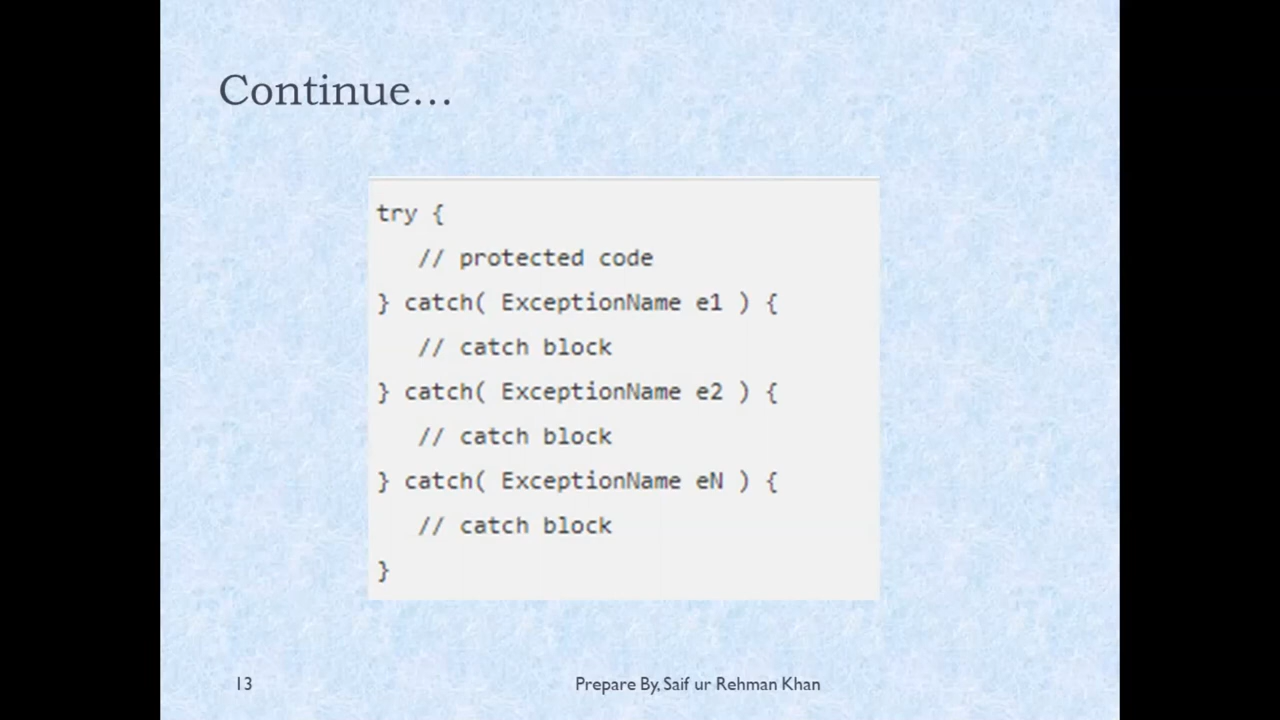 Continue...
try {
// protected code
} catch( ExceptionName e1 ) {
// catch block
} catch( ExceptionName e2 ) {
// catch block
} catch( ExceptionName eN ) {
// catch block
}
13
Prepare By, Saif ur Rehman Khan